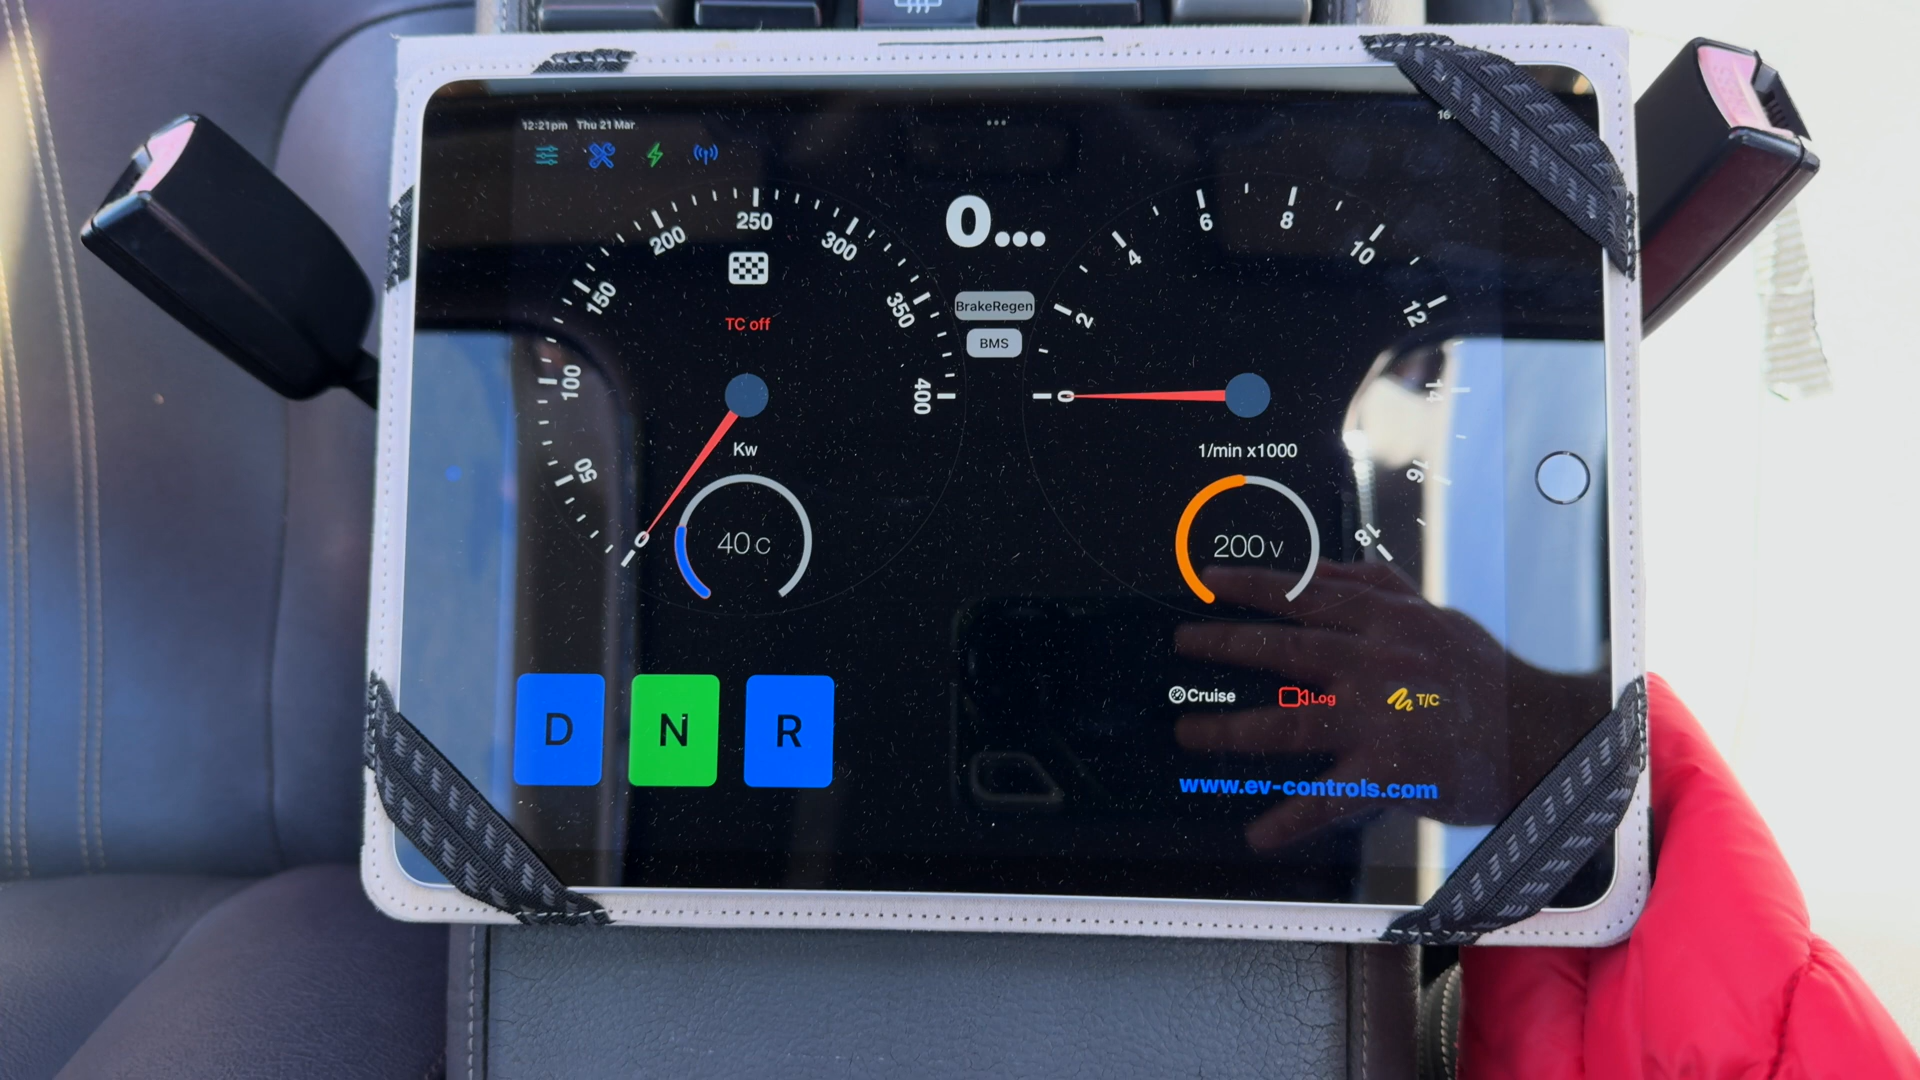 12:21pm Thu 21 Mar
0...
BrakeRegen
BMS
0
50
100
150
200
250
300
350
400
TC off
Kw
40 c
0
2
4
6
8
10
12
14
16
18
1/min x1000
200 v
D
N
R
Cruise
Log
T/C
www.ev-controls.com